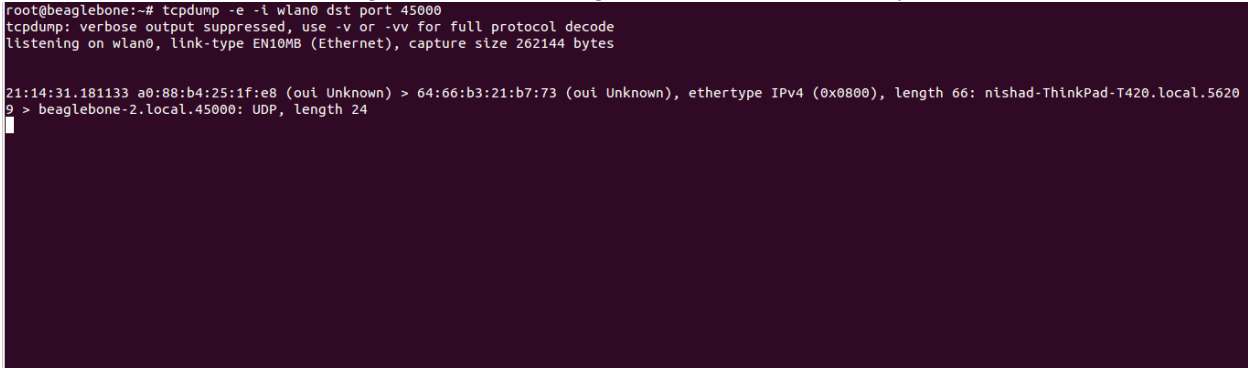 root@beaglebone:~# tcpdump -e -i wlan0 dst port 45000
tcpdump: verbose output suppressed, use -v or -vv for full protocol decode
listening on wlan0, link-type EN10MB (Ethernet), capture size 262144 bytes
21:14:31.181133 a0:88:b4:25:1f:e8 (oui Unknown) > 64:66:b3:21:b7:73 (oui Unknown), ethertype IPv4 (0x0800), length 66: nishad-ThinkPad-T420.local.5620
9 > beaglebone-2.local.45000: UDP, length 24